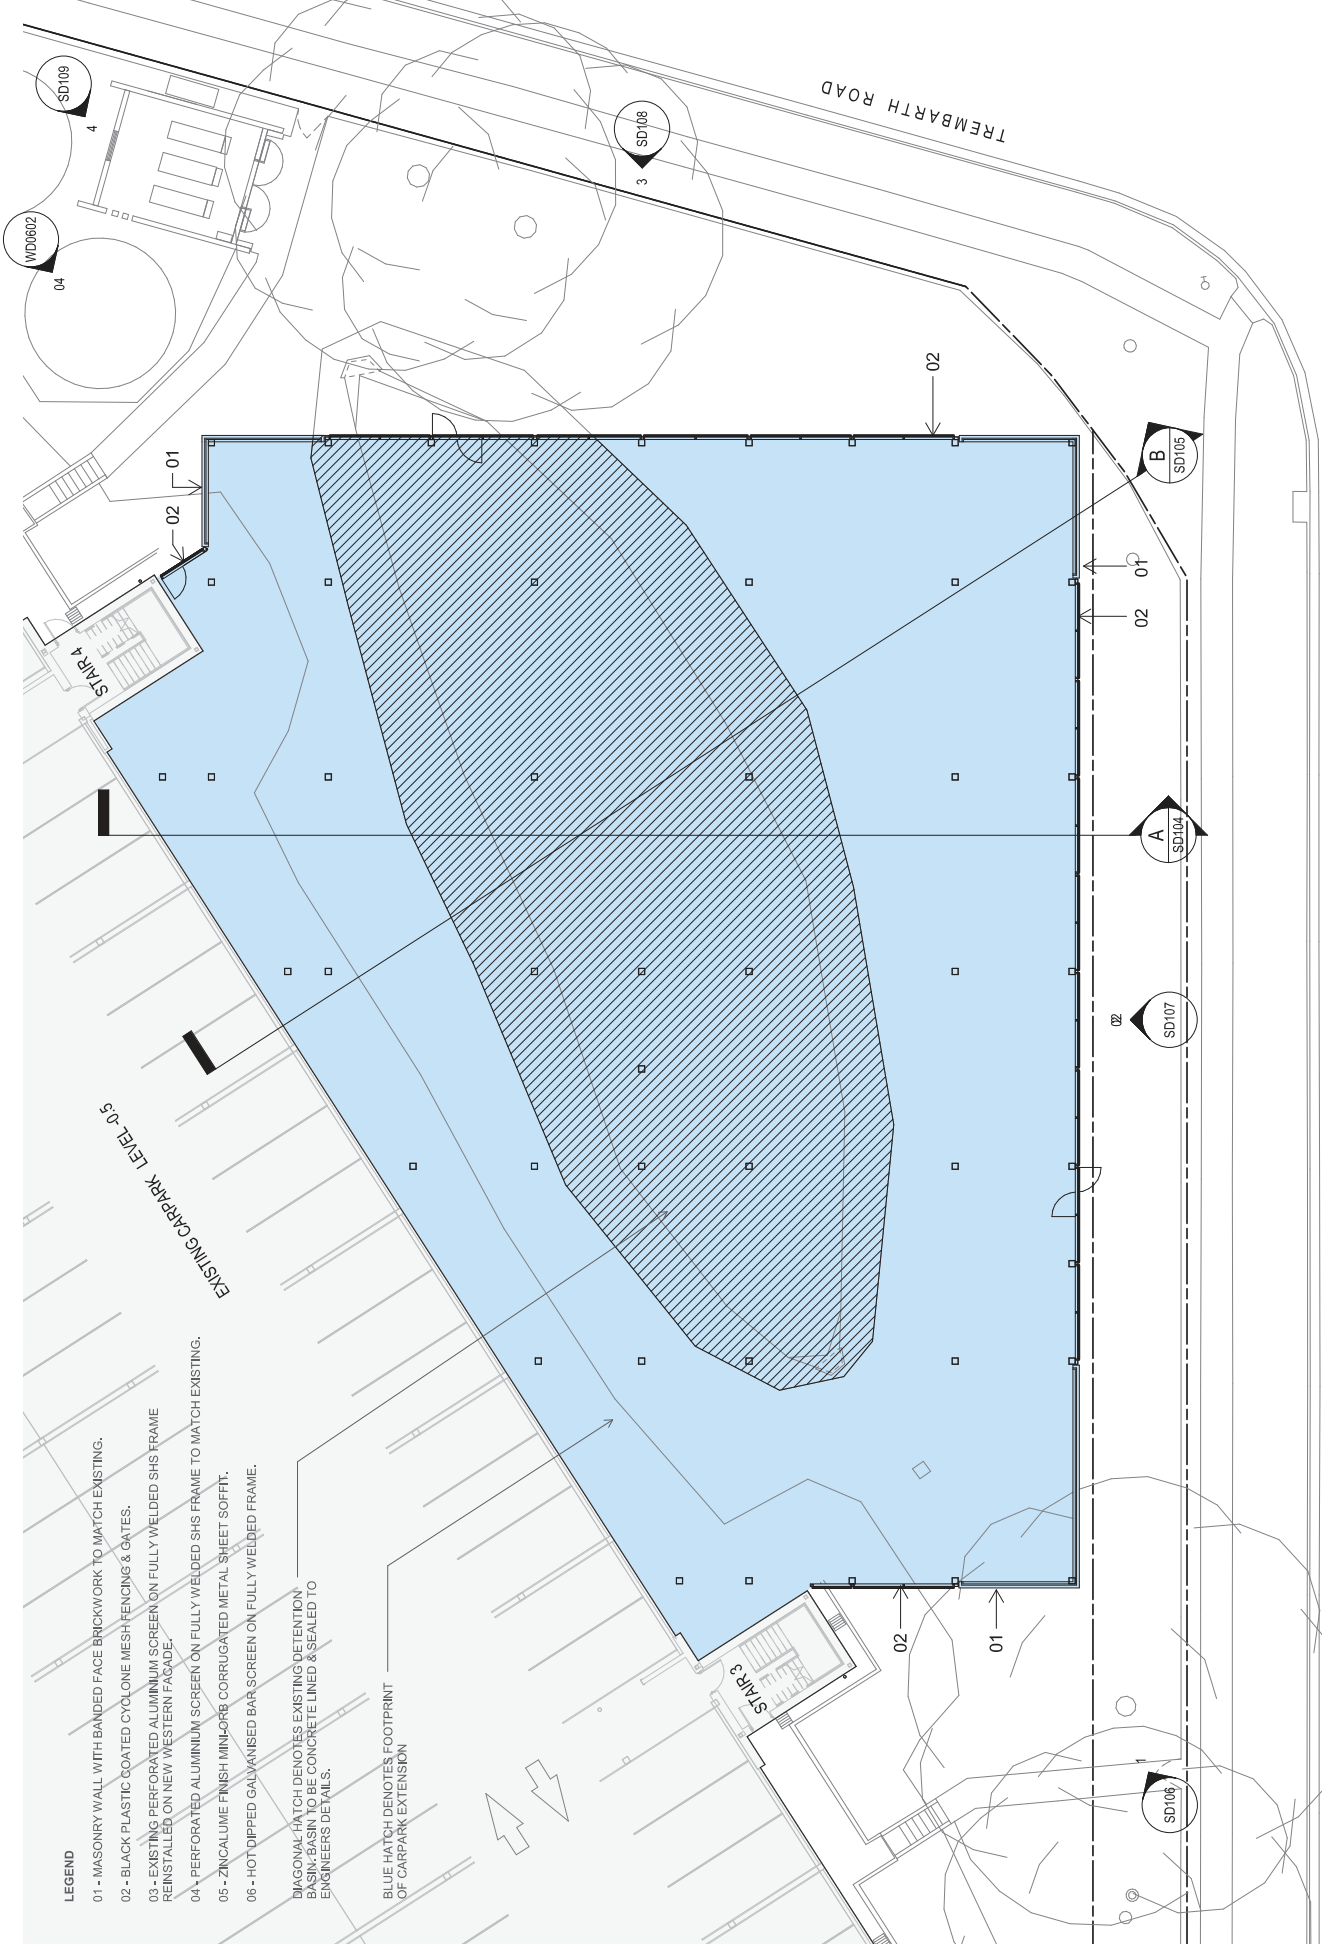 LEGEND
01 - MASONRY WALL WITH BANDED FACE BRICKWORK TO MATCH EXISTING.
02 - BLACK PLASTIC COATED CYCLONE MESH FENCING & GATES.
03 - EXISTING PERFORATED ALUMINIUM SCREEN ON FULLY WELDED SHS FRAME
REINSTALLED ON NEW WESTERN FACADE.
04 - PERFORATED ALUMINIUM SCREEN ON FULLY WELDED SHS FRAME TO MATCH EXISTING.
05 - ZINCALUME FINISH MINI-ORB CORRUGATED METAL SHEET SOFFIT.
06 - HOT DIPPED GALVANISED BAR SCREEN ON FULLY WELDED FRAME.
DIAGONAL HATCH DENOTES EXISTING DETENTION
BASIN. BASIN TO BE CONCRETE LINED & SEALED TO
ENGINEERS DETAILS.
BLUE HATCH DENOTES FOOTPRINT
OF CARPARK EXTENSION
EXISTING CARPARK LEVEL -0.5
STAIR 4
STAIR 3
TREMBARTH ROAD
SD109
4
WD0602
04
SD108
3
01
02
02
B
SD105
01
02
A
SD104
SD107
02
01
SD106
1